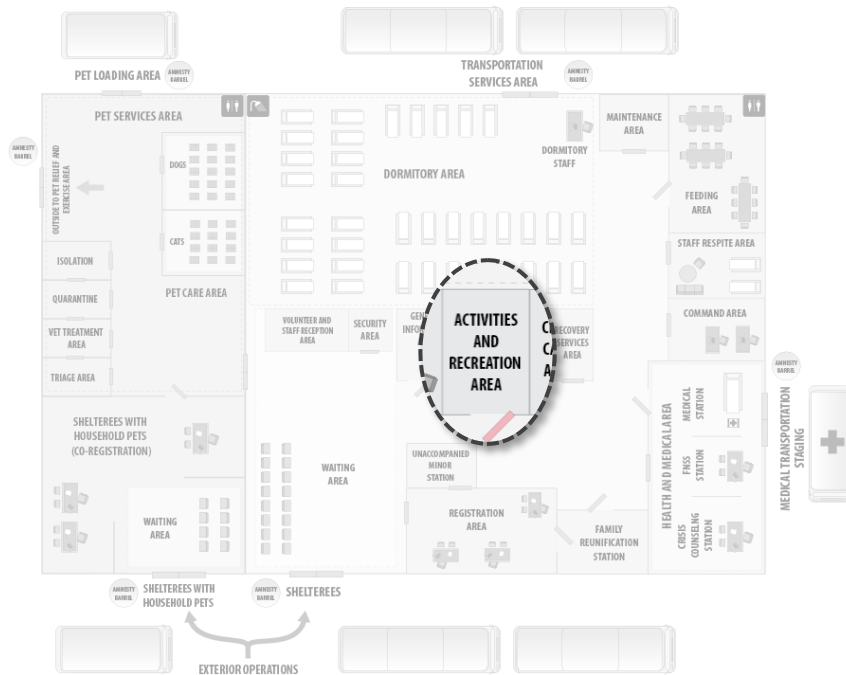 PET LOADING AREA
AMNESTY
BARREL
TRANSPORTATION
SERVICES AREA
AMNESTY
BARREL
PET SERVICES AREA
MAINTENANCE
AREA
AMNESTY
BARREL
OUTSIDE TO PET RELIEF AND
EXERCISE AREA
DOGS
DORMITORY AREA
DORMITORY
STAFF
FEEDING
AREA
CATS
STAFF RESPITE AREA
ISOLATION
PET CARE AREA
QUARANTINE
COMMAND AREA
VOLUNTEER AND
STAFF RECEPTION
AREA
SECURITY
AREA
ACTIVITIES
AND
RECREATION
AREA
RECOVERY
SERVICES
AREA
VET TREATMENT
AREA
TRIAGE AREA
AMNESTY
BARREL
MEDICAL TRANSPORTATION
STAGING
SHELTEREES WITH
HOUSEHOLD PETS
(CO-REGISTRATION)
WAITING
AREA
UNACCOMPANIED
MINOR
STATION
HEALTH AND MEDICAL AREA
MEDICAL
STATION
FNSS
STATION
CRISIS
COUNSELNG
STATION
WAITING
AREA
REGISTRATION
AREA
FAMILY
REUNIFICATION
STATION
AMNESTY
BARREL
SHELTEREES WITH
HOUSEHOLD PETS
AMNESTY
BARREL
SHELTEREES
EXTERIOR OPERATIONS